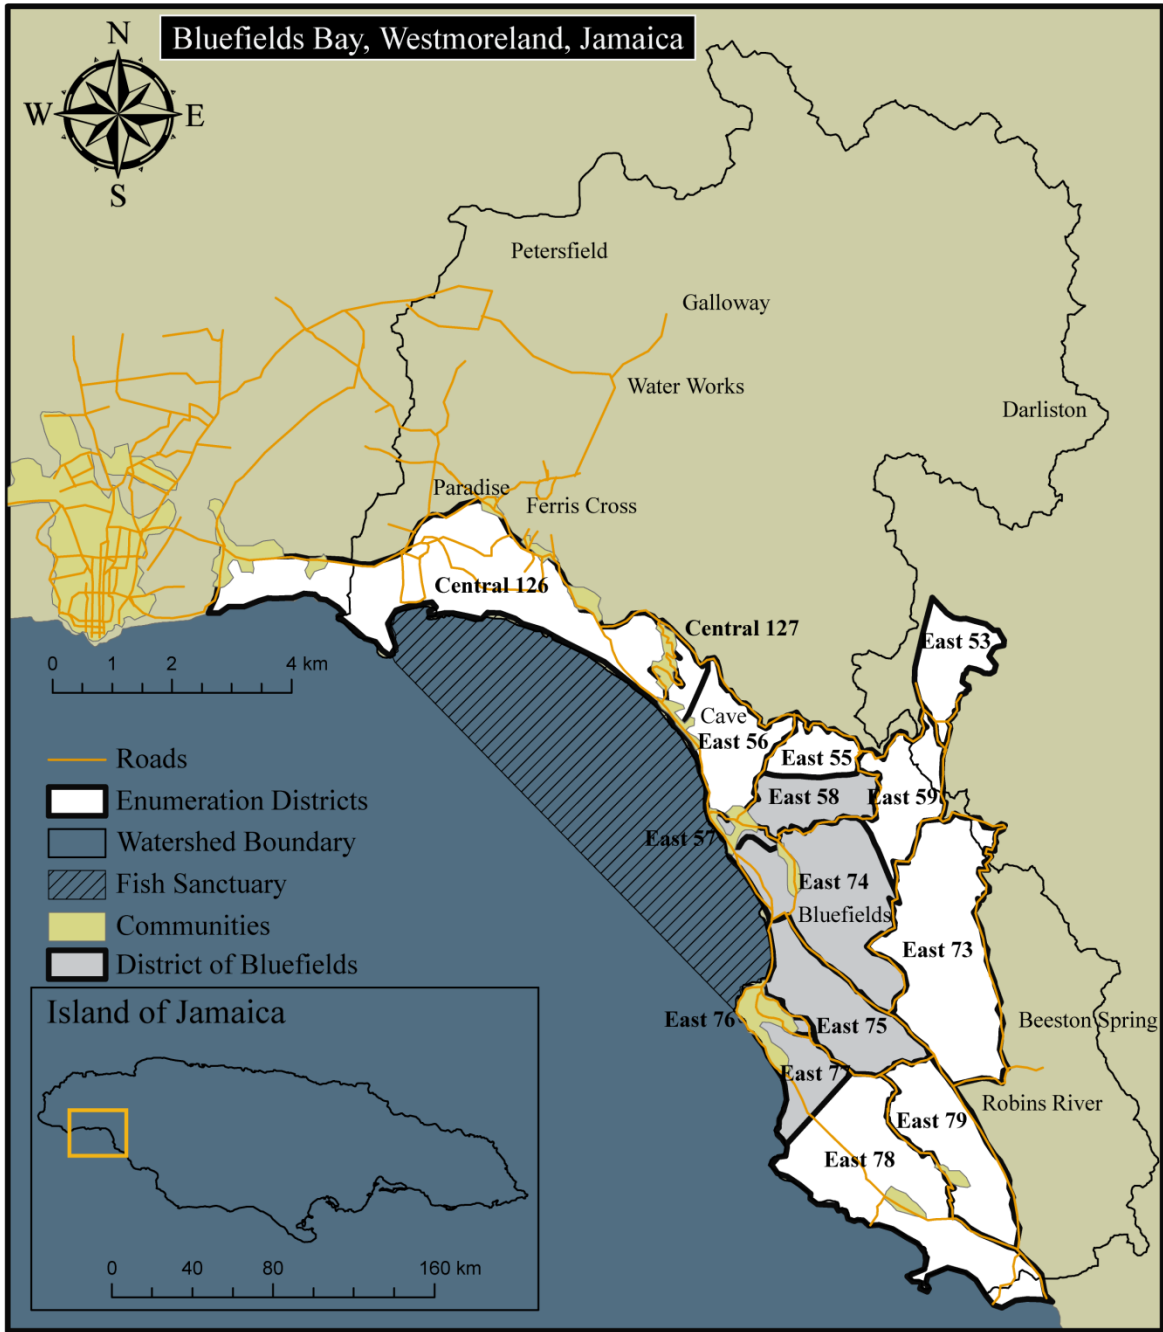 Bluefields Bay, Westmoreland, Jamaica
N
W E
S
Petersfield
Galloway
Water Works
Darliston
Paradise
Ferris Cross
Central 126
Central 127
East 53
0 1 2 4 km
Cave
East 56
East 55
Roads
East 58
East 59
Enumeration Districts
East 57
Watershed Boundary
Fish Sanctuary
East 74
Communities
Bluefields
District of Bluefields
East 73
Island of Jamaica
East 76
East 75
Beeston Spring
East 77
Robins River
East 79
East 78
0 40 80 160 km